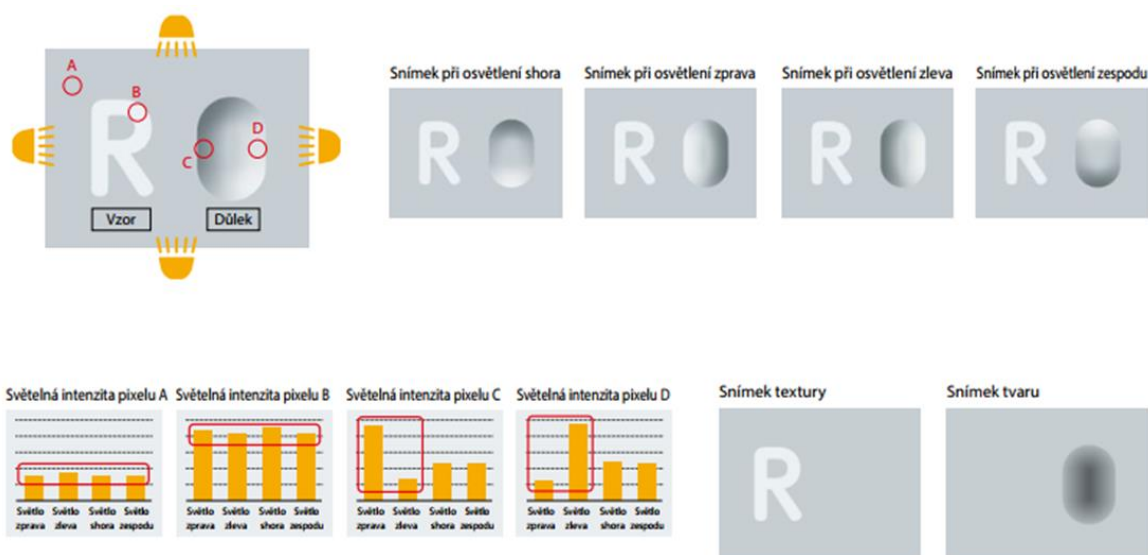 A
B
R
C
D
Vzor
Důlek
Snímek při osvětlení shora
R
Snímek při osvětlení zprava
R
Snímek při osvětlení zleva
R
Snímek při osvětlení zespodu
R
Světelná intenzita pixelu A
Světlo zprava
Světlo zleva
Světlo shora
Světlo zespodu
Světelná intenzita pixelu B
Světlo zprava
Světlo zleva
Světlo shora
Světlo zespodu
Světelná intenzita pixelu C
Světlo zprava
Světlo zleva
Světlo shora
Světlo zespodu
Světelná intenzita pixelu D
Světlo zprava
Světlo zleva
Světlo shora
Světlo zespodu
Snímek textury
R
Snímek tvaru